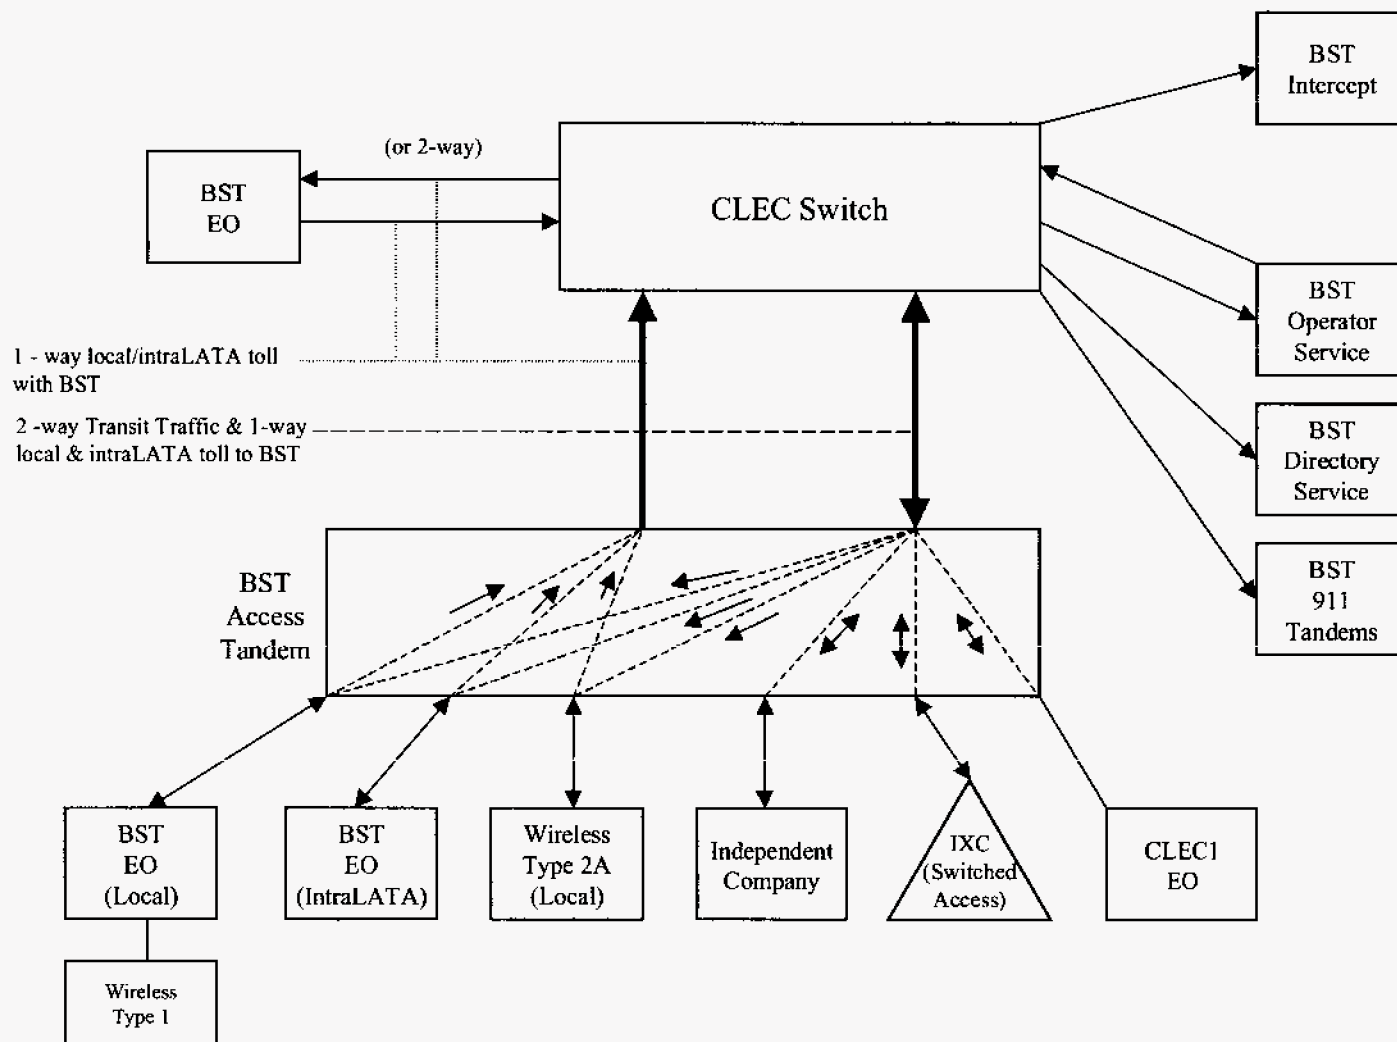 BST
Intercept
(or 2-way)
BST
EO
CLEC Switch
BST
Operator
Service
1 - way local/intraLATA toll
with BST
2 -way Transit Traffic & 1-way
local & intraLATA toll to BST
BST
Directory
Service
BST
911
Tandems
BST
Access
Tandem
BST
EO
(Local)
BST
EO
(IntraLATA)
Wireless
Type 2A
(Local)
Independent
Company
IXC
(Switched
Access)
CLEC1
EO
Wireless
Type 1